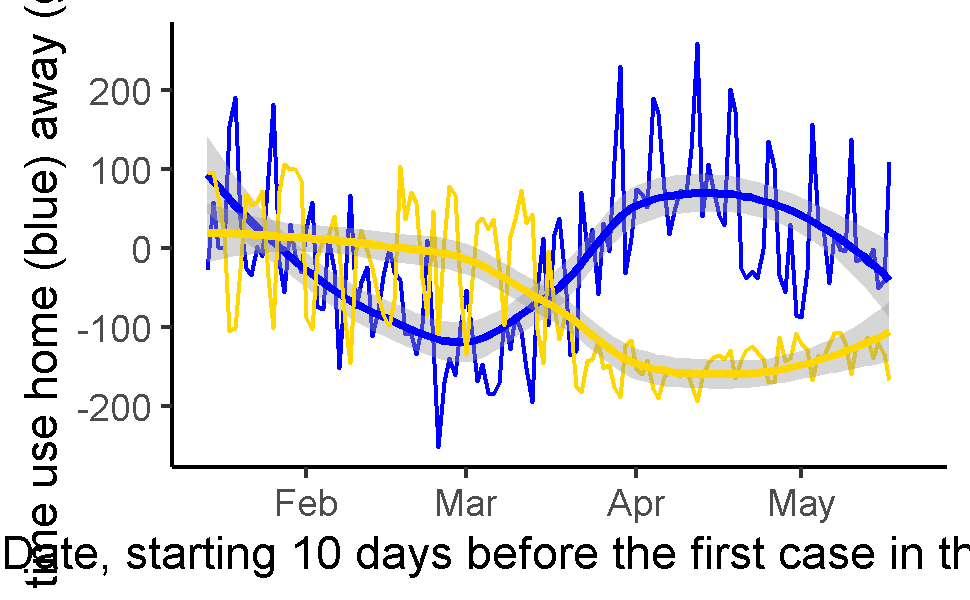 time use home (blue) away (
200
100
0
-100
-200
Feb Mar Apr May
Date, starting 10 days before the first case in th